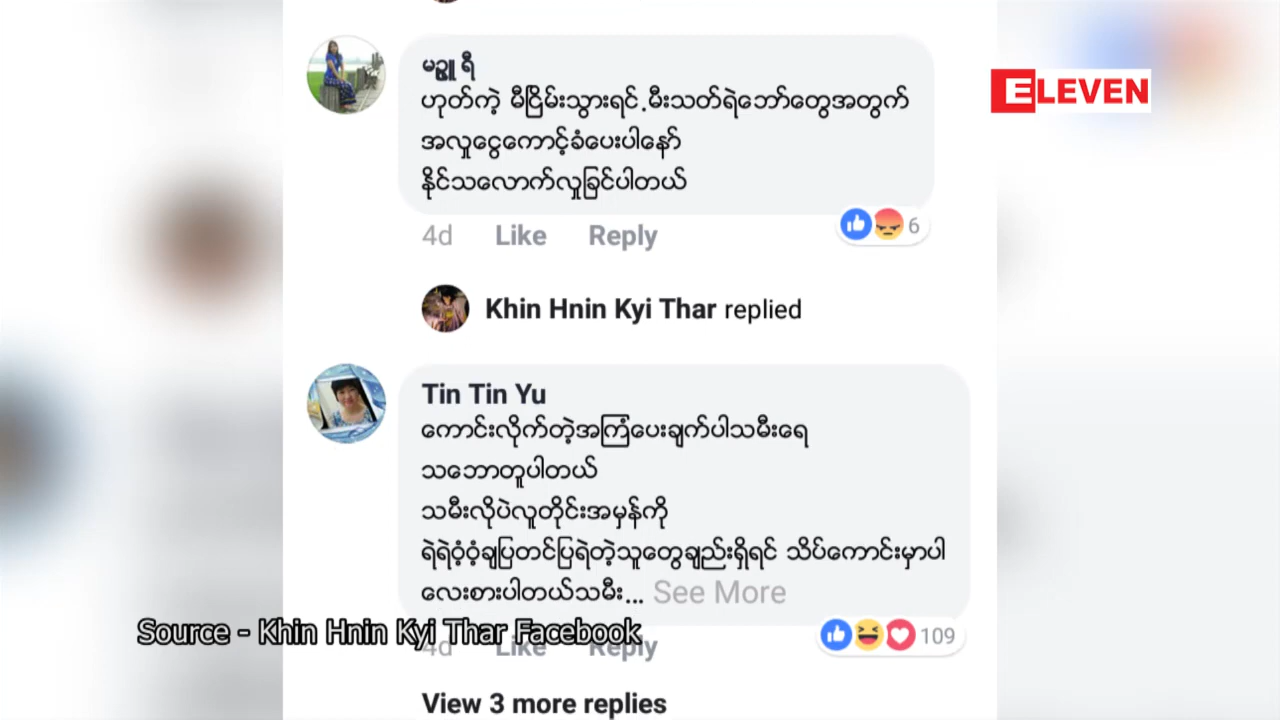 ELEVEN
မဥ္ဇူ ရီ
ဟုတ်ကဲ့ မီငြိမ်းသွားရင်.မီးသတ်ရဲဘော်တွေအတွက်
အလှူငွေကောင့်ခံပေးပါနော်
နိုင်သလောက်လှူခြင်ပါတယ်
4d Like Reply 6
Khin Hnin Kyi Thar replied
Tin Tin Yu
ကောင်းလိုက်တဲ့အကြံပေးချက်ပါသမီးရေ
သဘောတူပါတယ်
သမီးလိုပဲလူတိုင်းအမှန်ကို
ရဲရဲဝံ့ဝံ့ချပြတင်ပြရဲတဲ့သူတွေချည်းရှိရင် သိပ်ကောင်းမှာပါ
လေးစားပါတယ်သမီး... See More
Source - Khin Hnin Kyi Thar Facebook
4d Like Reply 109
View 3 more replies